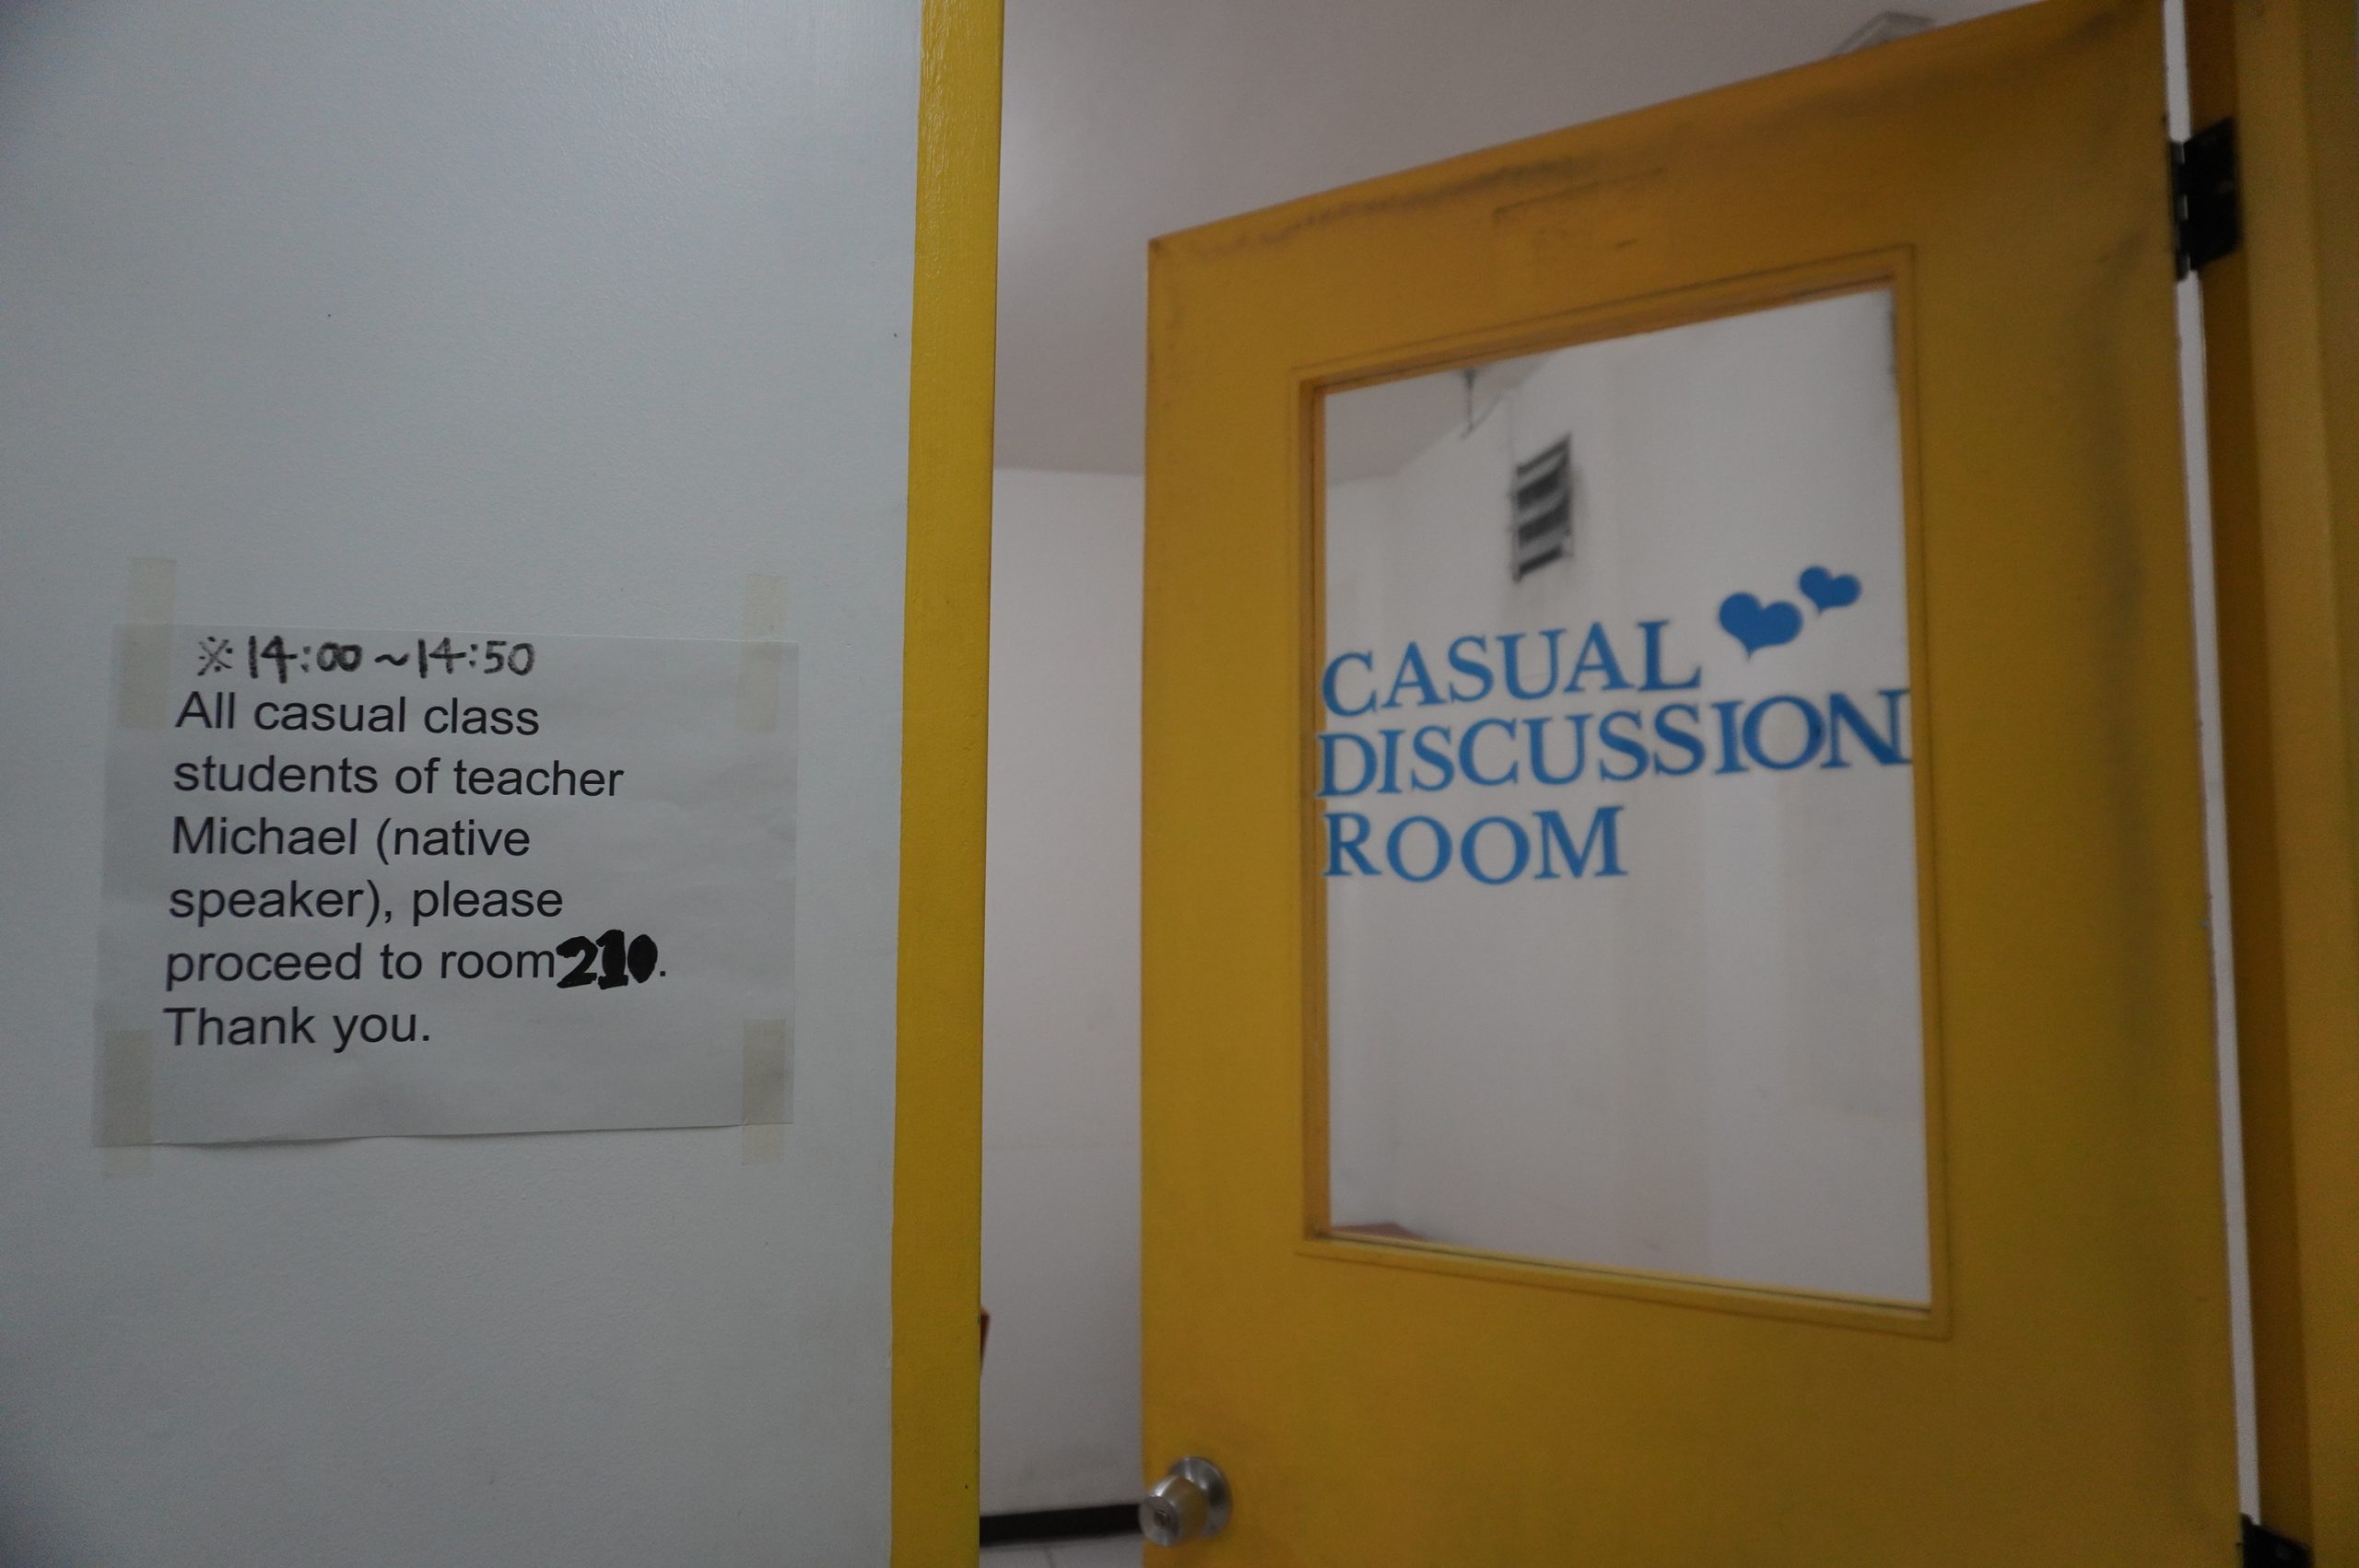 ※14:00~14:50
All casual class
students of teacher
Michael (native
speaker), please
proceed to room210.
Thank you.
CASUAL
DISCUSSION
ROOM